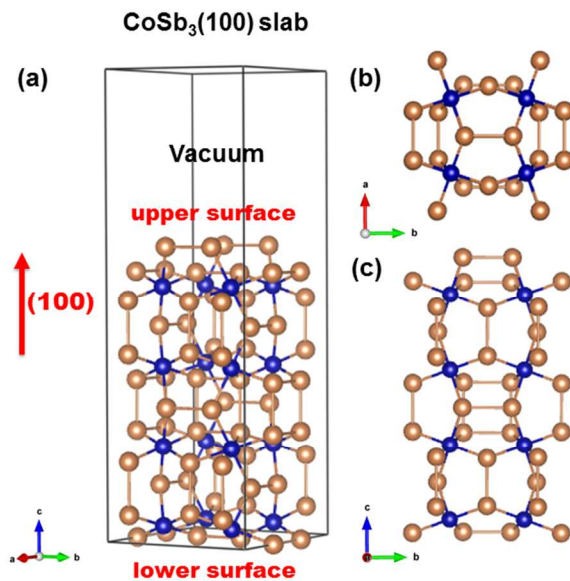 CoSb₃(100) slab
(a)
Vacuum
upper surface
(100)
lower surface
c
a
b
(b)
a
b
(c)
c
b